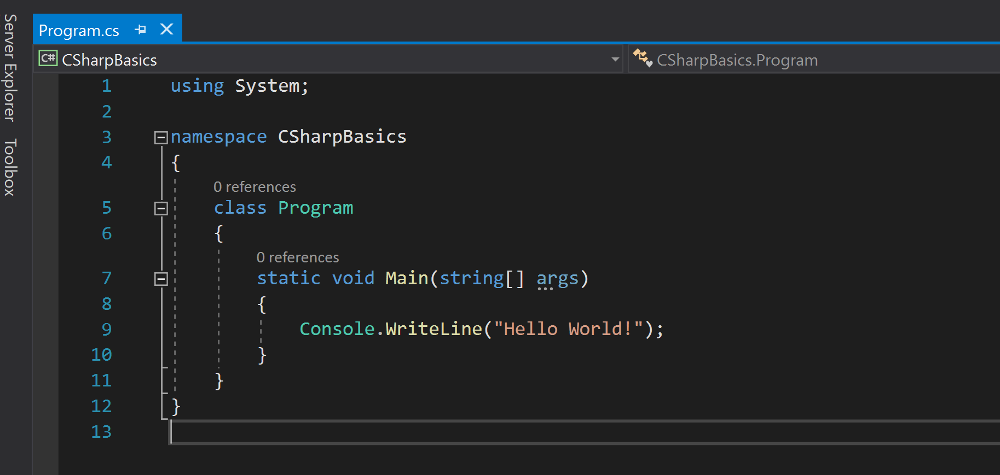 Server Explorer
Toolbox
Program.cs
C# CSharpBasics
CSharpBasics.Program
1 using System;
2
3 namespace CSharpBasics
4 {
0 references
5 class Program
6 {
0 references
7 static void Main(string[] args)
8 {
9 Console.WriteLine("Hello World!");
10 }
11 }
12 }
13